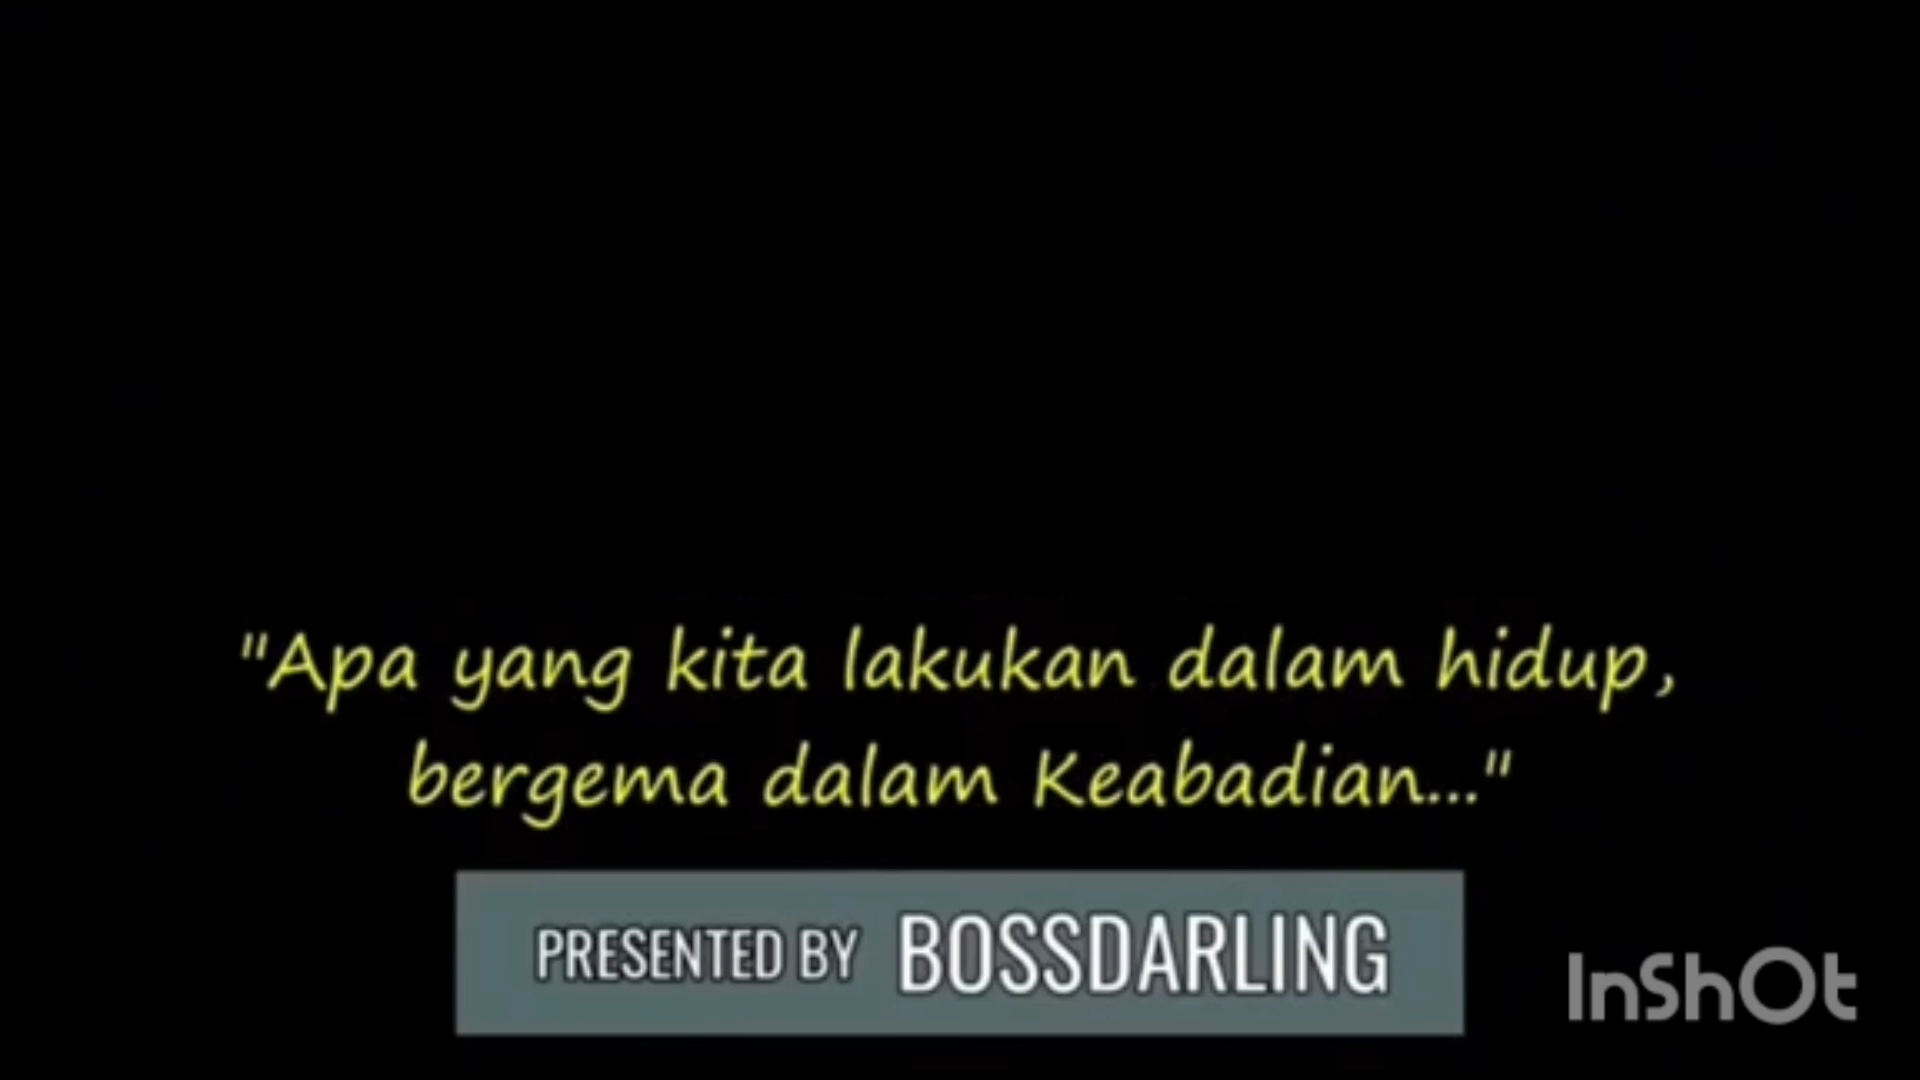 "Apa yang kita lakukan dalam hidup,
bergema dalam Keabadian..."
PRESENTED BY BOSSDARLING
InShOt